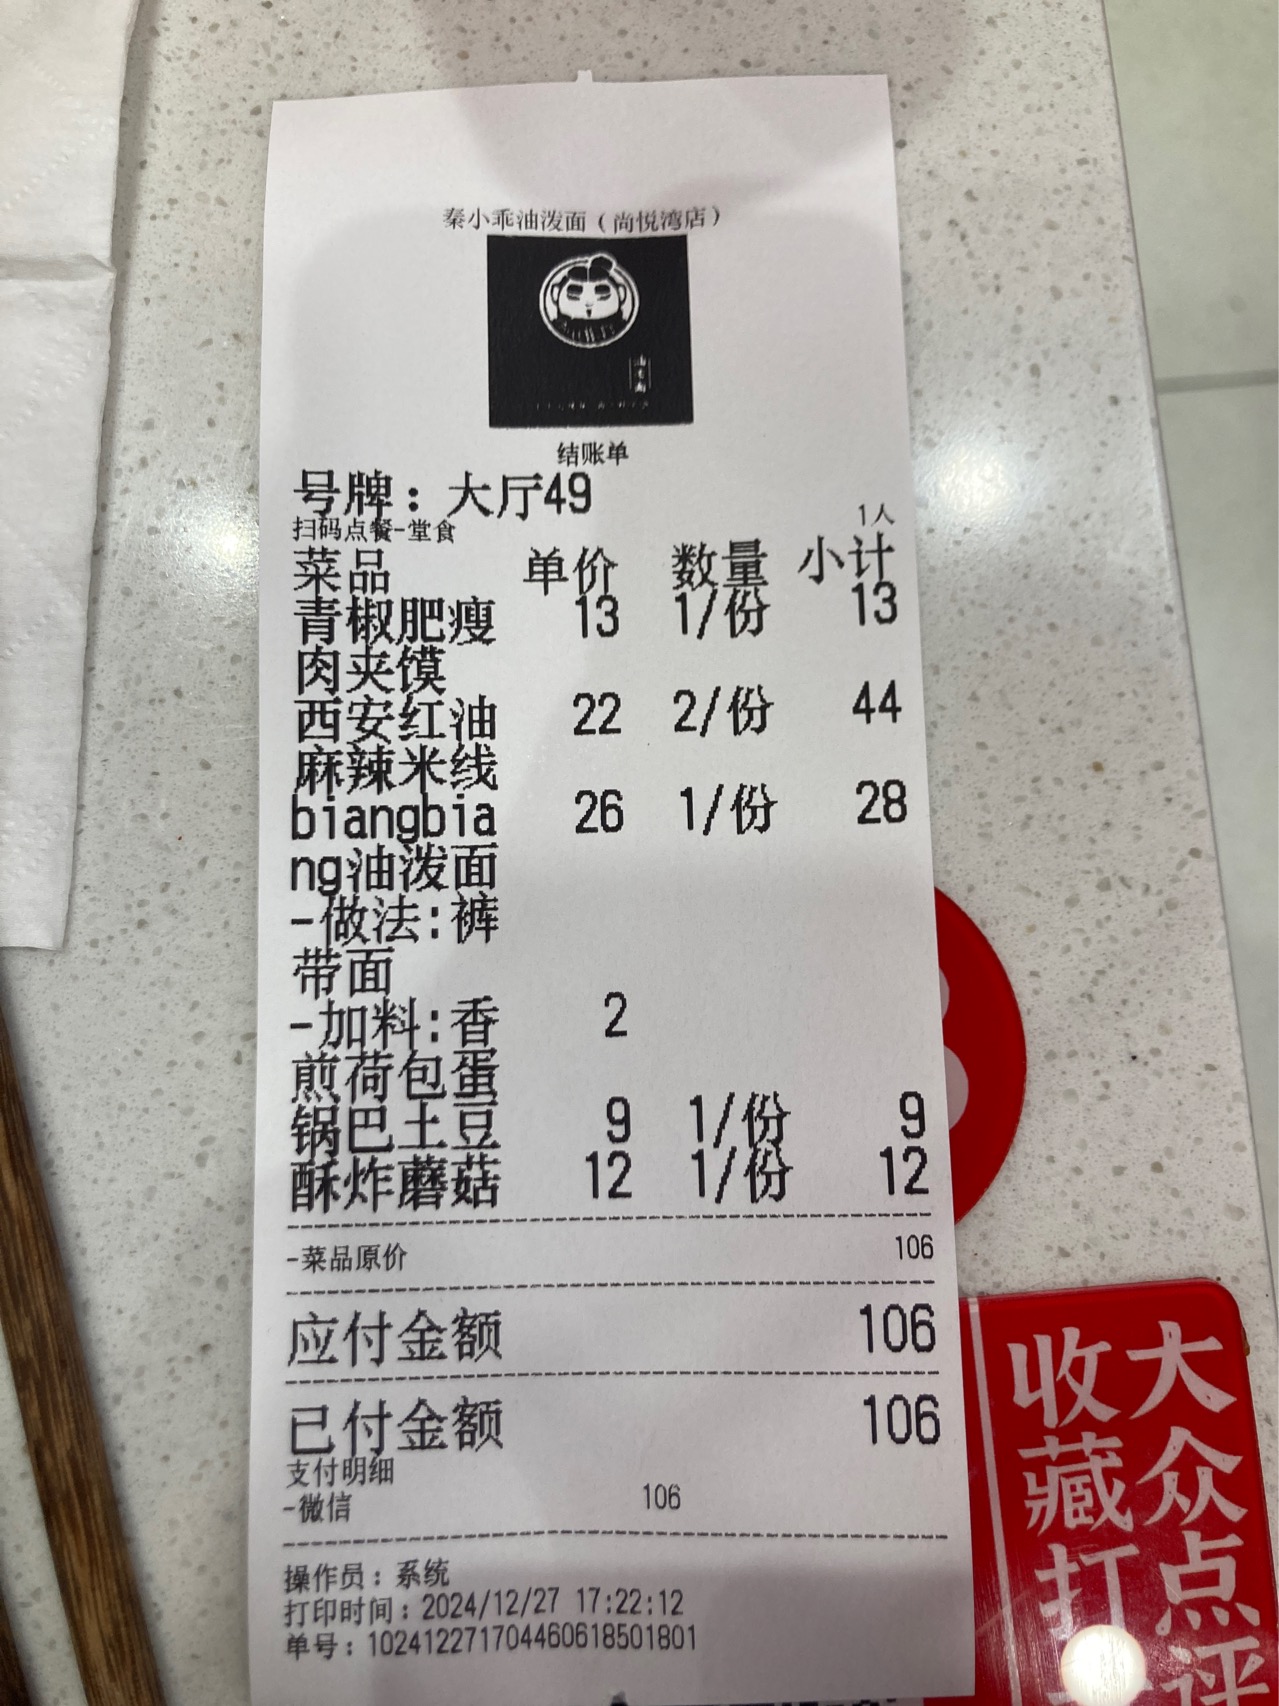 秦小乖油泼面（尚悦湾店）
结账单
号牌：大厅49
1人
扫码点餐-堂食
菜品 单价 数量 小计
青椒肥瘦 13 1/份 13
肉夹馍
西安红油 22 2/份 44
麻辣米线
biangbia 26 1/份 28
ng油泼面
-做法:裤
带面
-加料:香 2
煎荷包蛋
锅巴土豆 9 1/份 9
酥炸蘑菇 12 1/份 12
-菜品原价 106
应付金额 106
已付金额 106
支付明细
-微信 106
操作员：系统
打印时间：2024/12/27 17:22:12
单号：102412271704460618501801
大众点评
收藏打